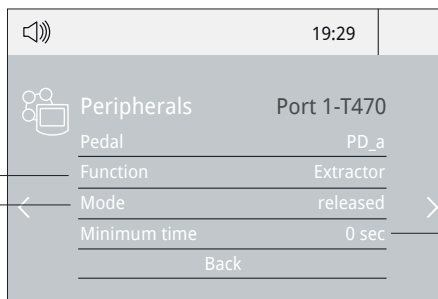 19:29
Peripherals Port 1-T470
Pedal PD_a
Function Extractor
Mode released
Minimum time 0 sec
Back